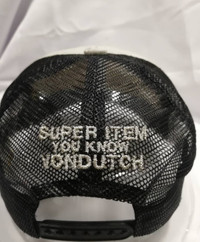 SUPER ITEM
YOU KNOW
VONDUTCH